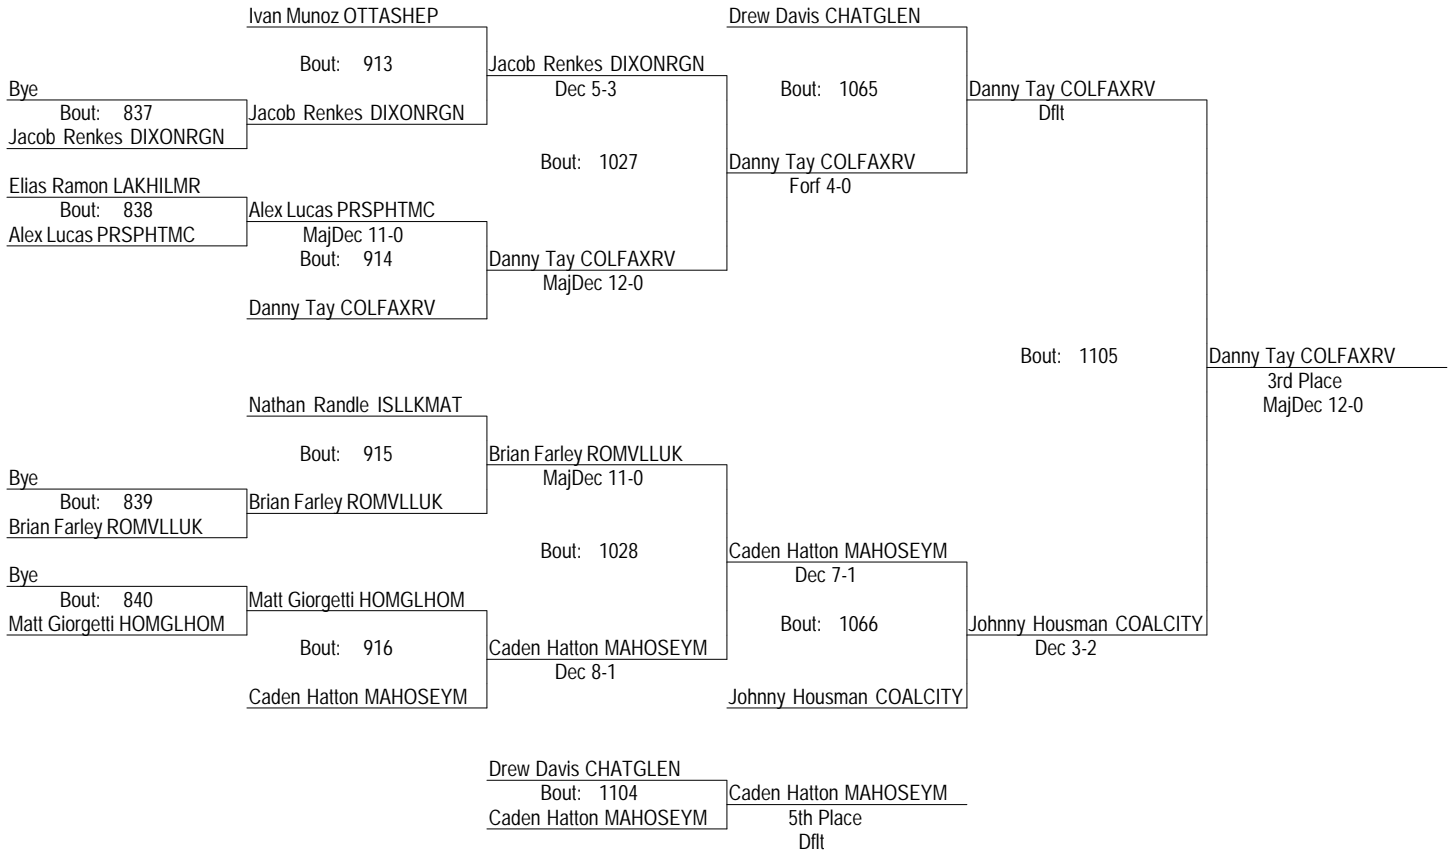 Ivan Munoz OTTASHEP
Drew Davis CHATGLEN
Bout: 913
Jacob Renkes DIXONRGN
Dec 5-3
Bye
Bout: 837
Jacob Renkes DIXONRGN
Jacob Renkes DIXONRGN
Bout: 1065
Danny Tay COLFAXRV
Dflt
Bout: 1027
Danny Tay COLFAXRV
Forf 4-0
Elias Ramon LAKHILMR
Bout: 838
Alex Lucas PRSPHTMC
Alex Lucas PRSPHTMC
MajDec 11-0
Bout: 914
Danny Tay COLFAXRV
MajDec 12-0
Danny Tay COLFAXRV
Bout: 1105
Danny Tay COLFAXRV
3rd Place
MajDec 12-0
Nathan Randle ISLLKMAT
Bout: 915
Brian Farley ROMVLLUK
MajDec 11-0
Bye
Bout: 839
Brian Farley ROMVLLUK
Brian Farley ROMVLLUK
Bout: 1028
Caden Hatton MAHOSEYM
Dec 7-1
Bye
Bout: 840
Matt Giorgetti HOMGLHOM
Matt Giorgetti HOMGLHOM
Bout: 916
Caden Hatton MAHOSEYM
Dec 8-1
Caden Hatton MAHOSEYM
Bout: 1066
Johnny Housman COALCITY
Dec 3-2
Johnny Housman COALCITY
Drew Davis CHATGLEN
Bout: 1104
Caden Hatton MAHOSEYM
Caden Hatton MAHOSEYM
5th Place
Dflt